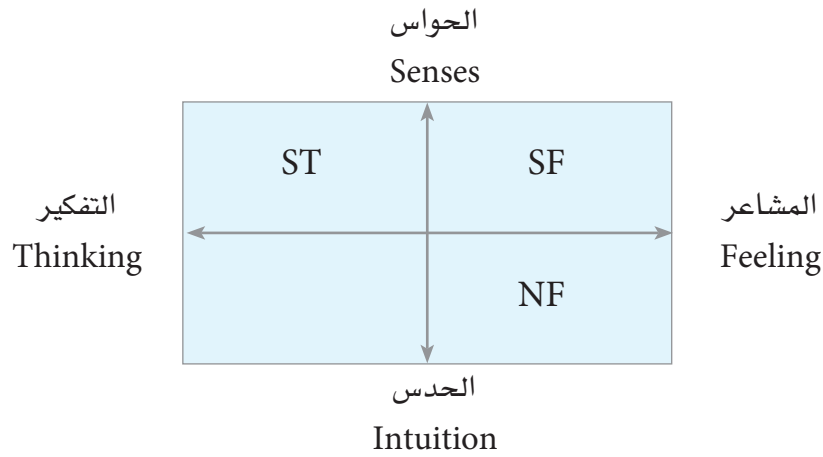 الحواس
Senses
ST
SF
التفكير
Thinking
المشاعر
Feeling
NF
الحدس
Intuition